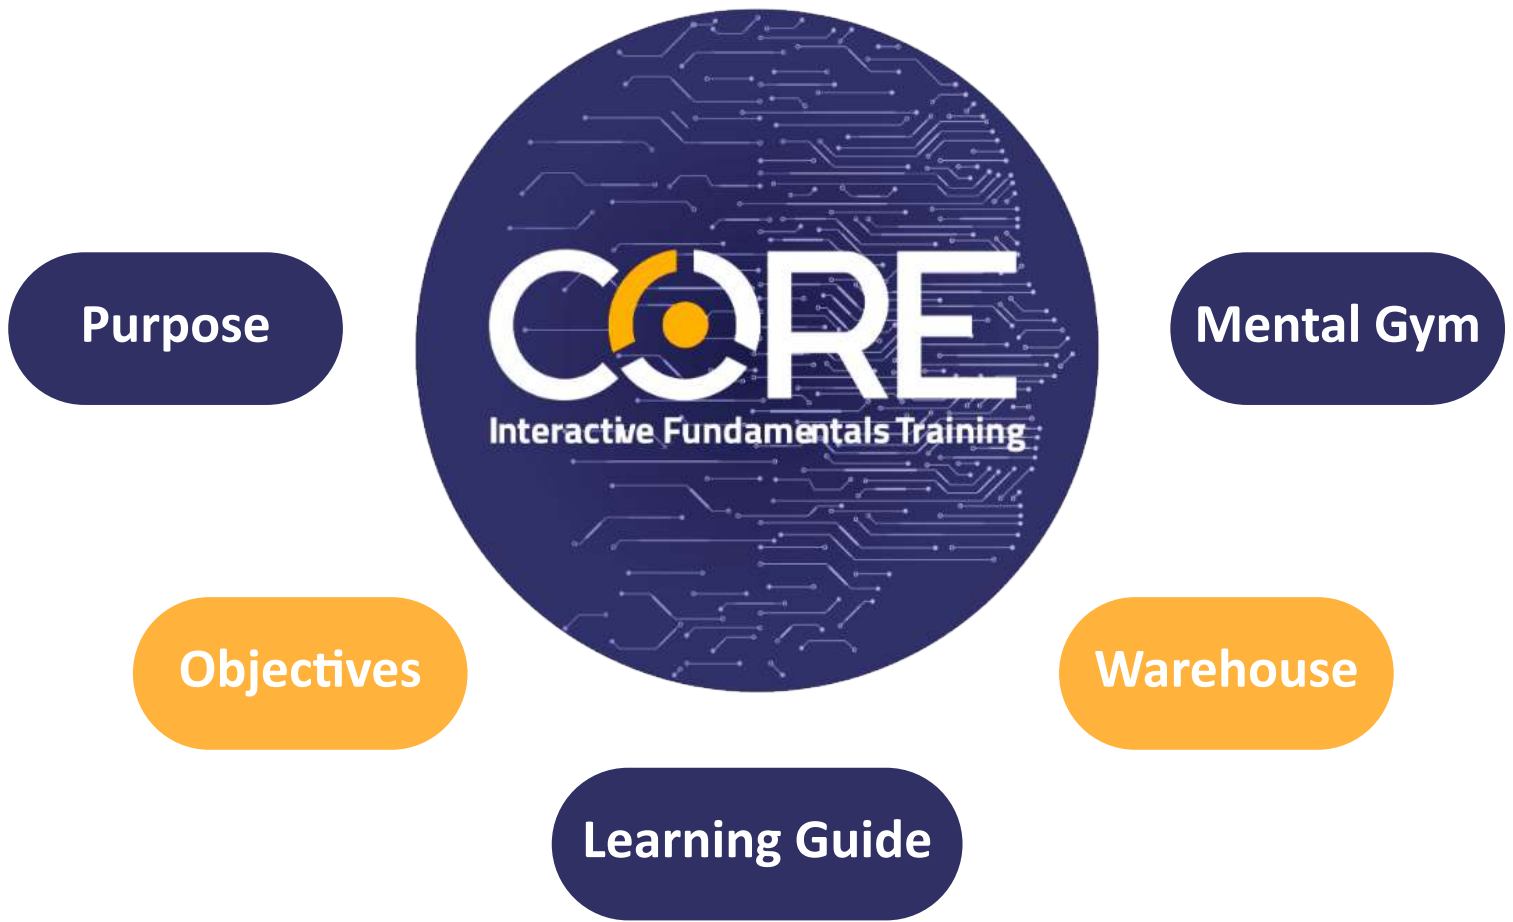 CORE
Interactive Fundamentals Training
Purpose
Mental Gym
Objectives
Warehouse
Learning Guide